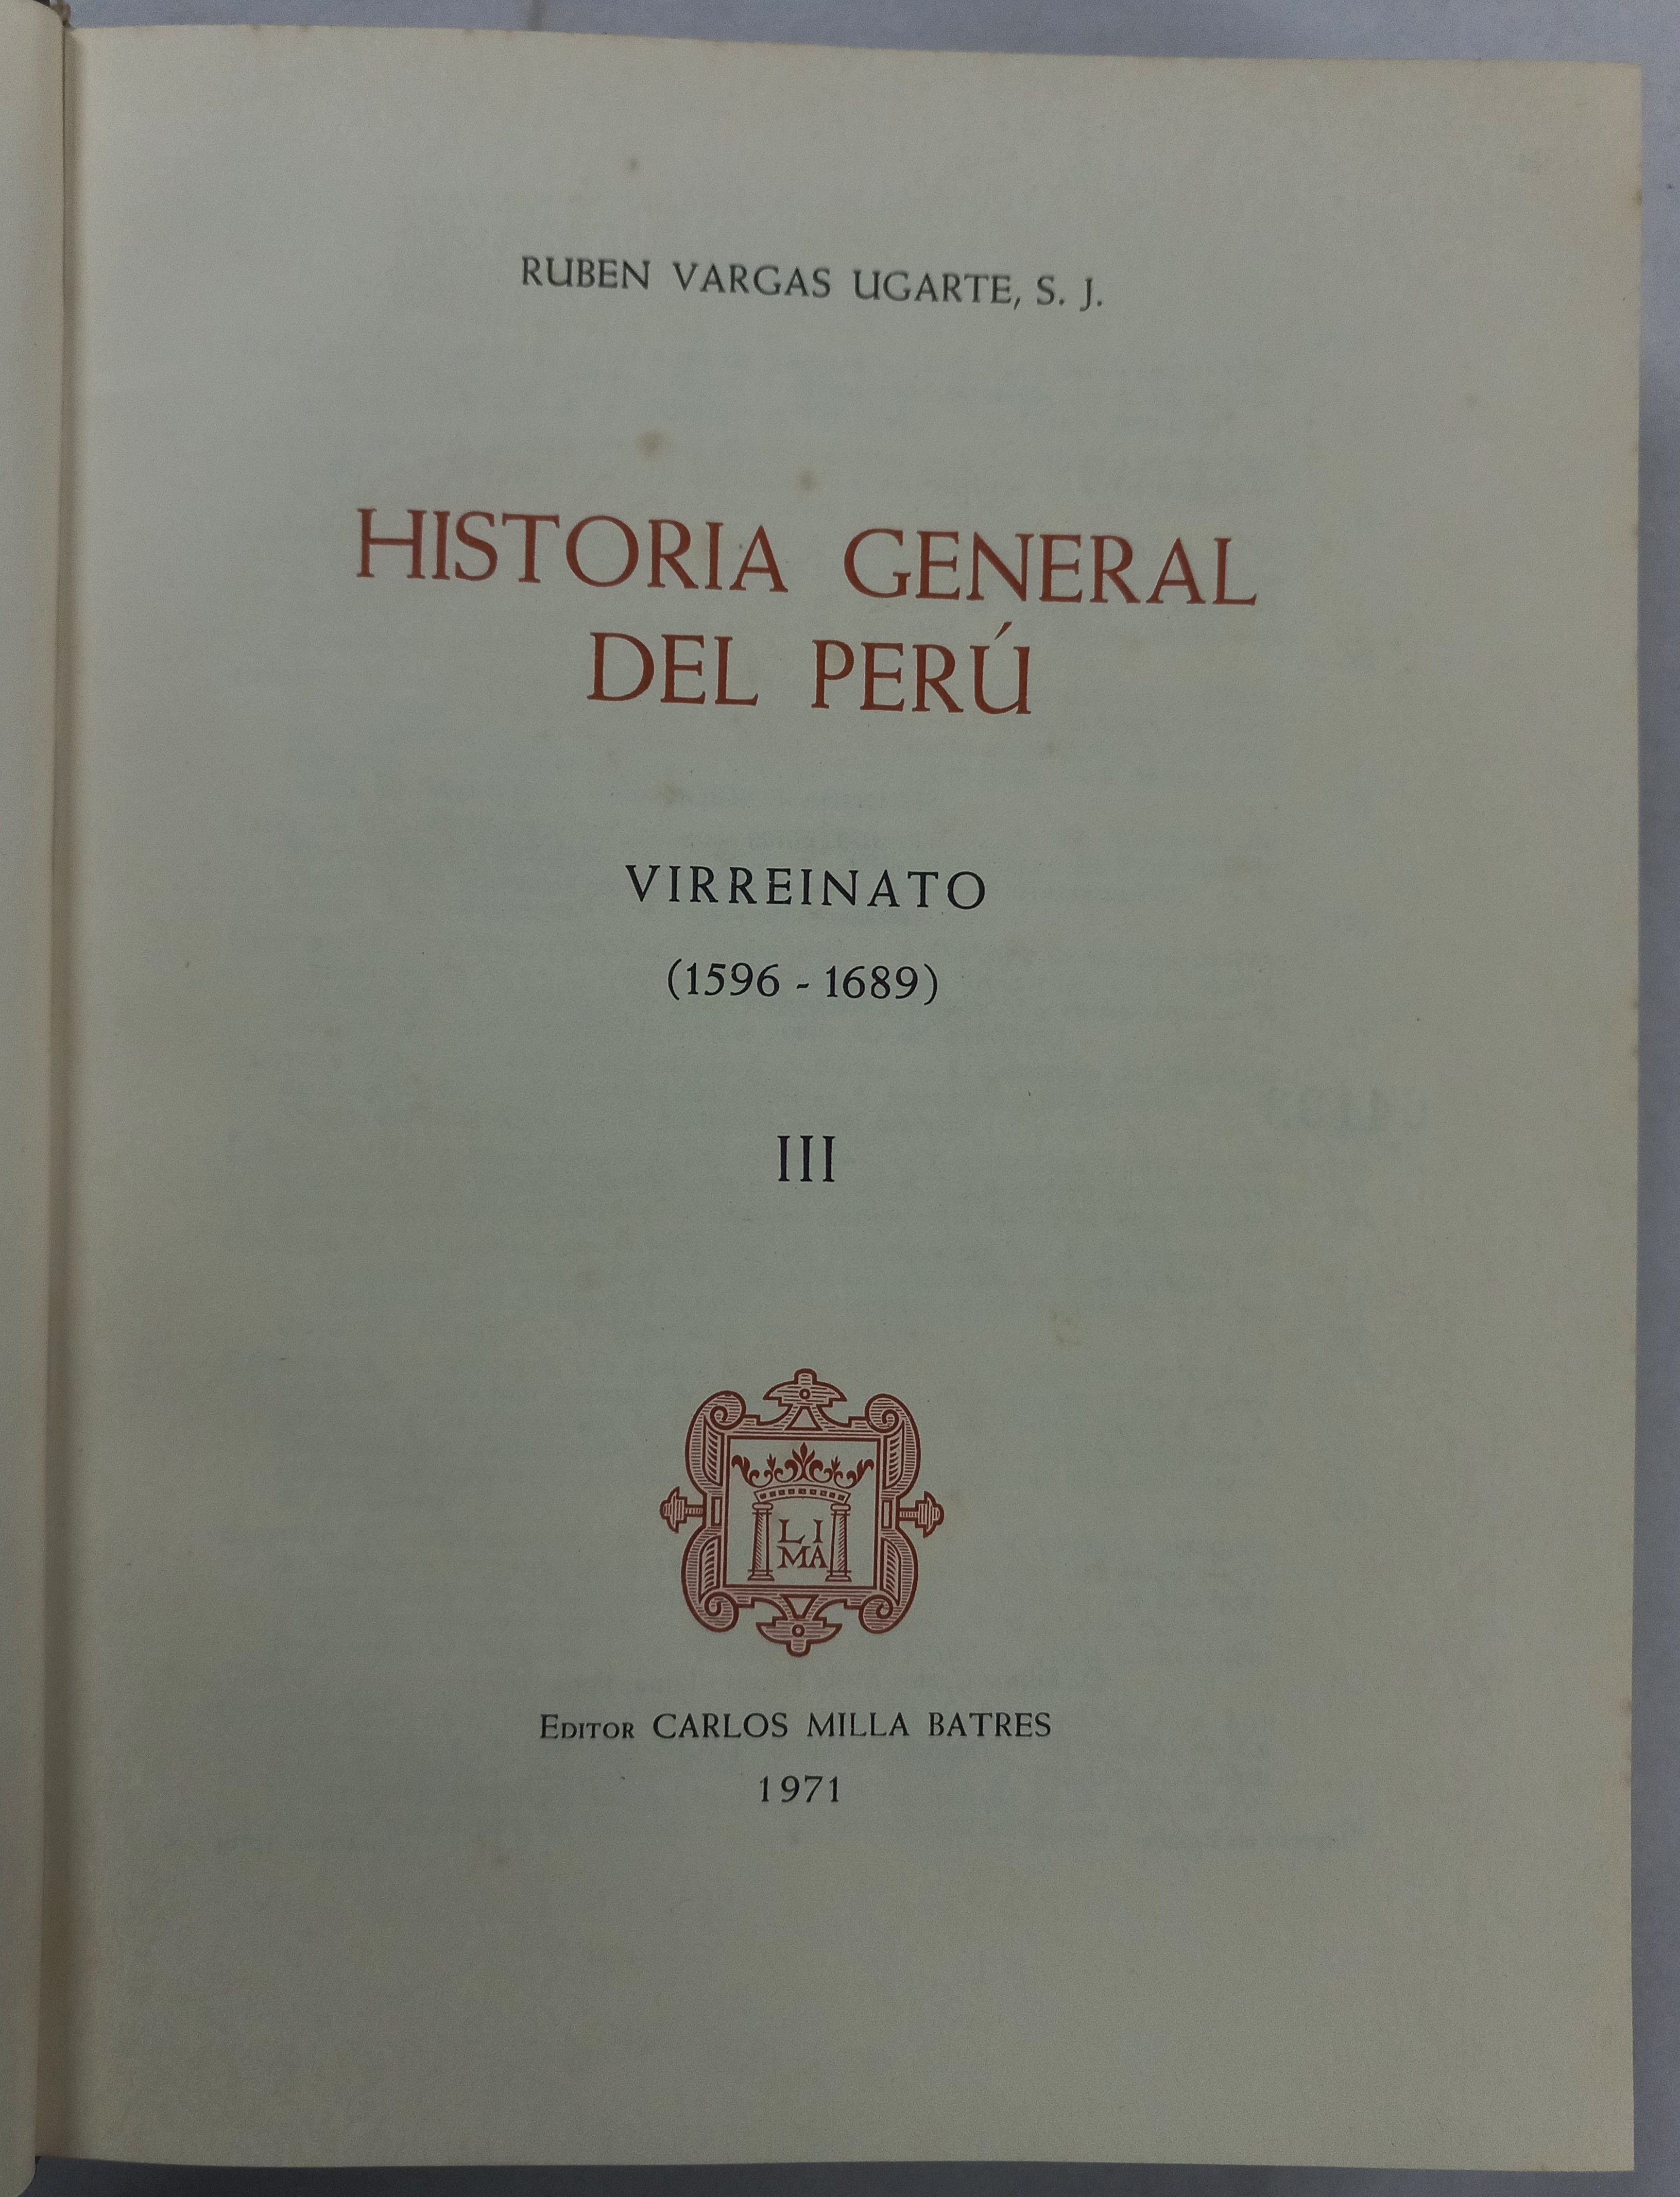 RUBEN VARGAS UGARTE, S. J.
HISTORIA GENERAL
DEL PERÚ
VIRREINATO
(1596 - 1689)
III
LI
MA
EDITOR CARLOS MILLA BATRES
1971